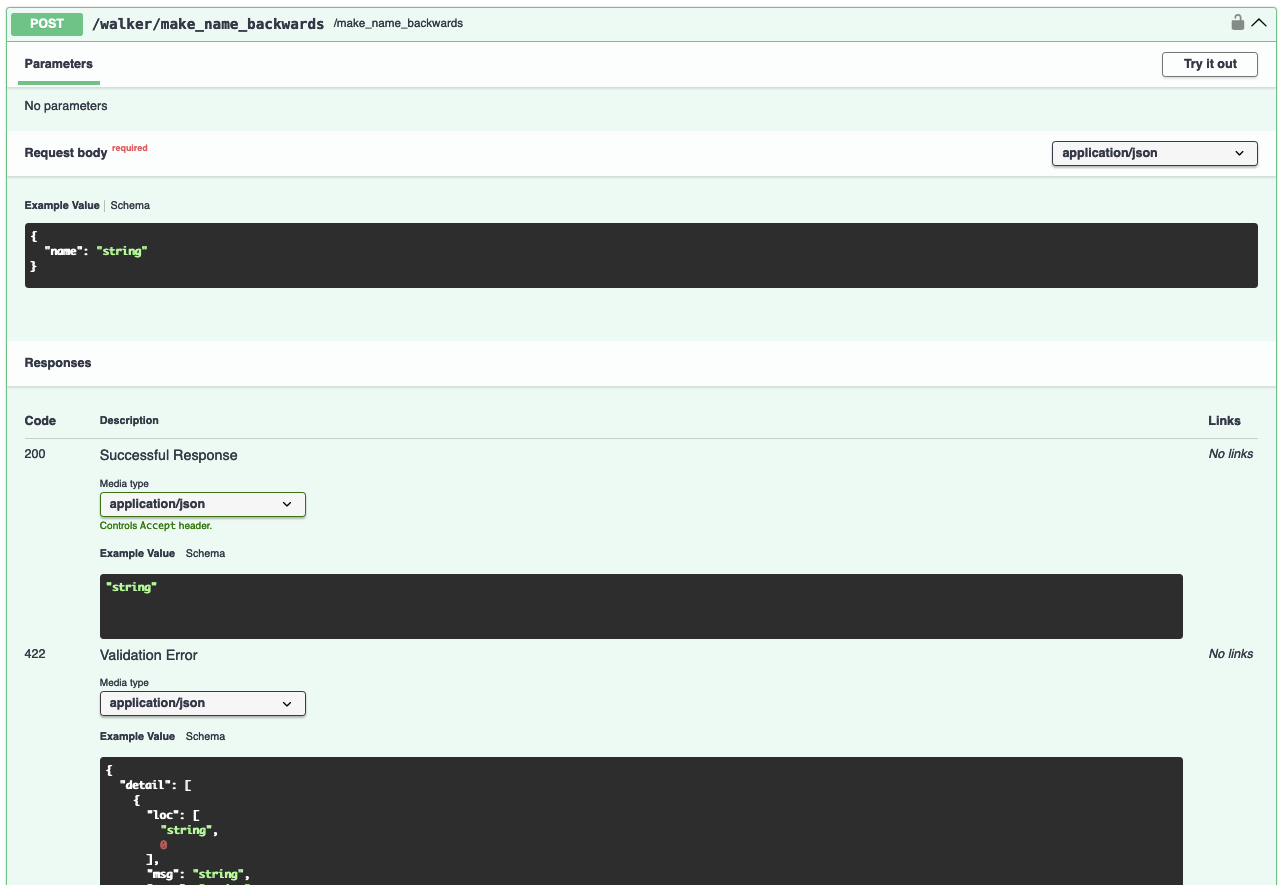 POST /walker/make_name_backwards /make_name_backwards
Parameters
Try it out
No parameters
Request body required
application/json
Example Value Schema
{
  "name": "string"
}
Responses
Code Description Links
200 Successful Response No links
Media type
application/json
Controls Accept header.
Example Value Schema
"string"
422 Validation Error No links
Media type
application/json
Example Value Schema
{
  "detail": [
    {
      "loc": [
        "string",
        0
      ],
      "msg": "string",